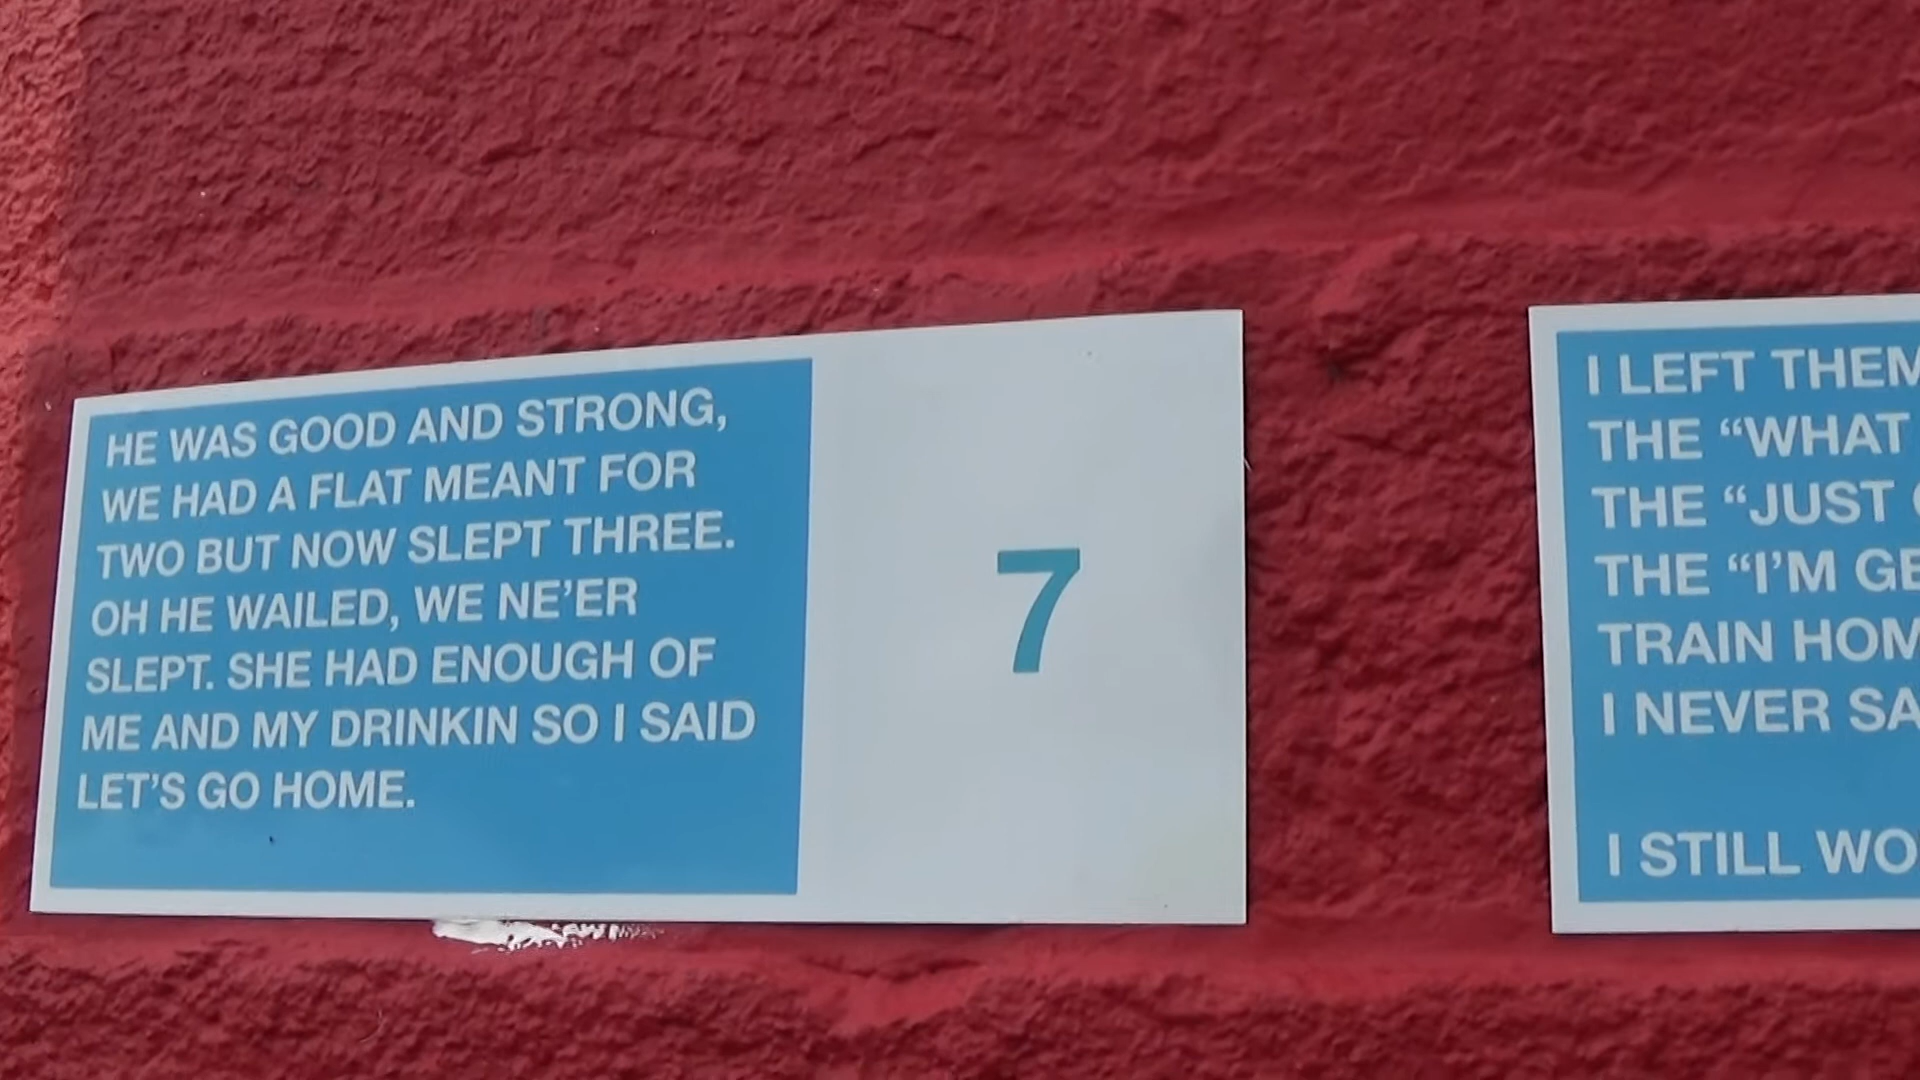 HE WAS GOOD AND STRONG,
WE HAD A FLAT MEANT FOR
TWO BUT NOW SLEPT THREE.
OH HE WAILED, WE NE'ER
SLEPT. SHE HAD ENOUGH OF
ME AND MY DRINKIN SO I SAID
LET'S GO HOME.
7
I LEFT THEM
THE “WHAT
THE “JUST
THE “I'M
TRAIN
I NEVER
I STILL